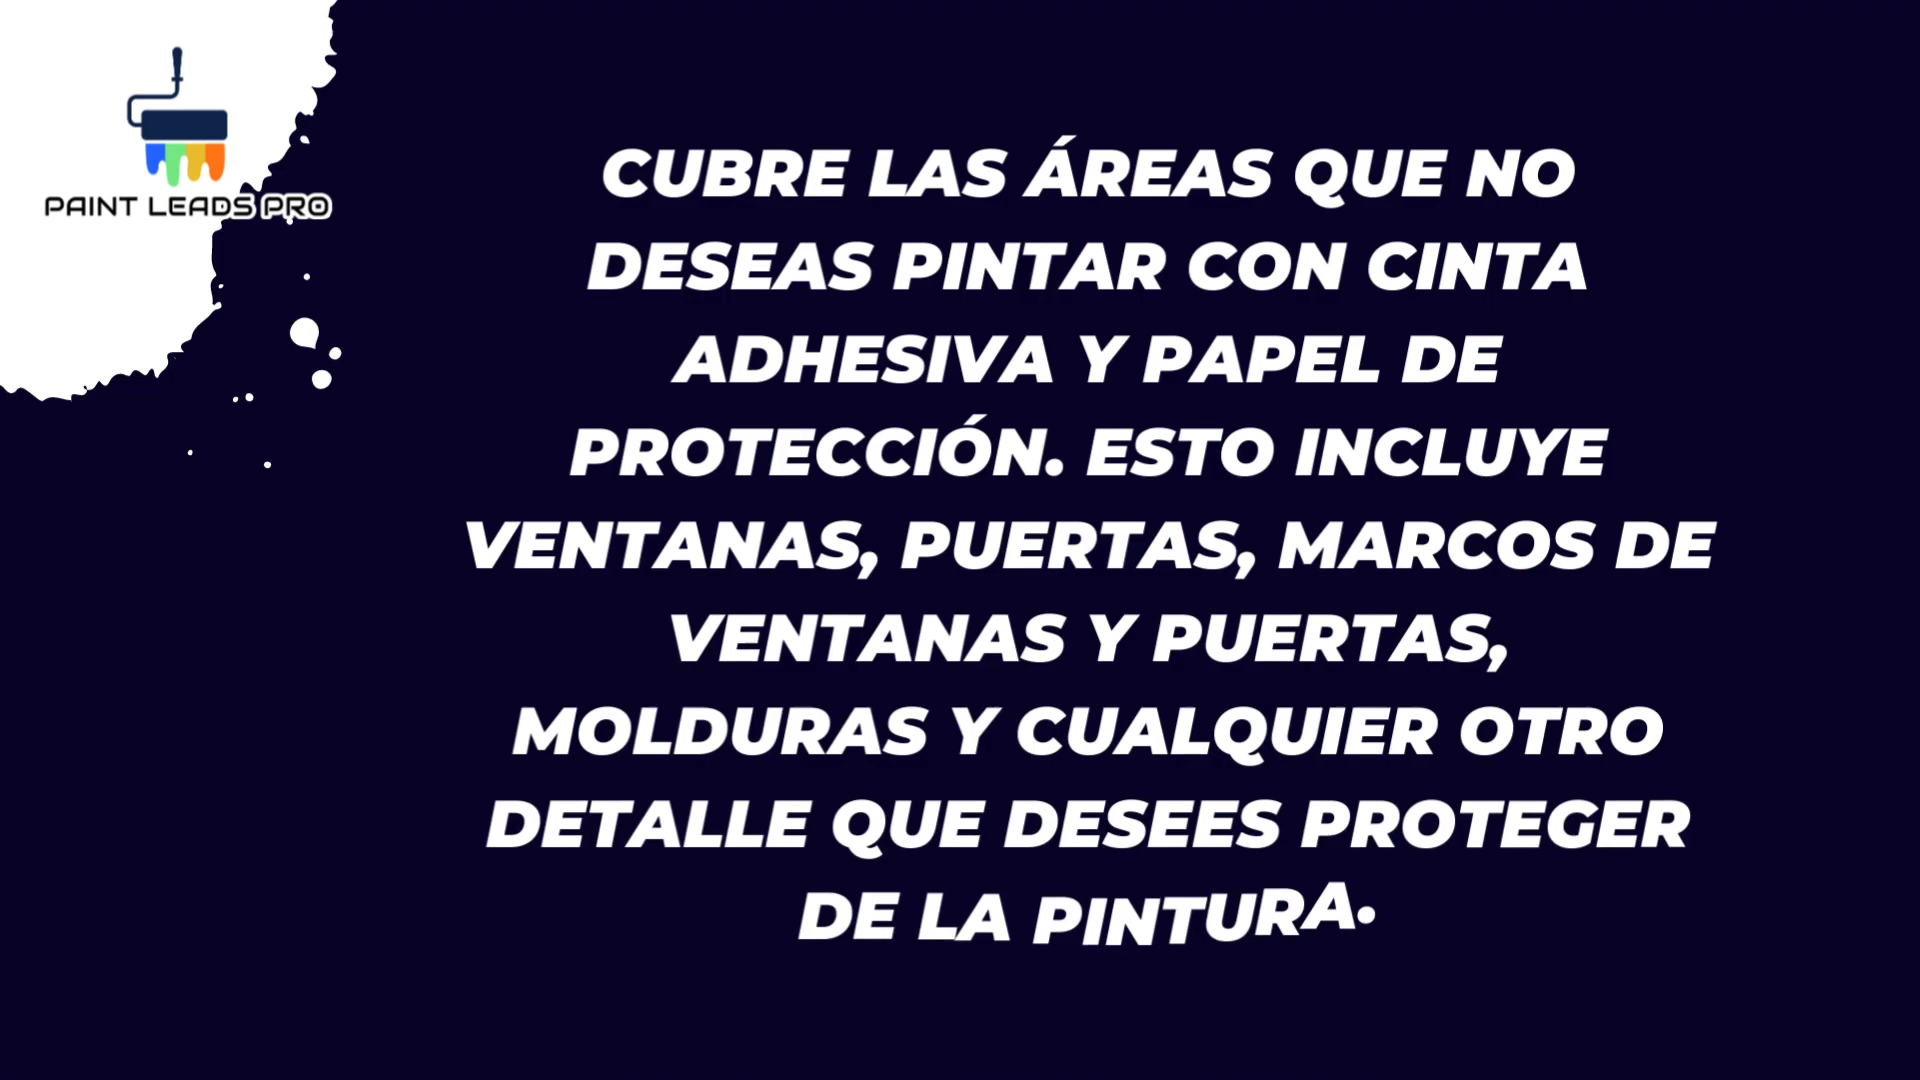 PAINT LEADS PRO
CUBRE LAS ÁREAS QUE NO
DESEAS PINTAR CON CINTA
ADHESIVA Y PAPEL DE
PROTECCIÓN. ESTO INCLUYE
VENTANAS, PUERTAS, MARCOS DE
VENTANAS Y PUERTAS,
MOLDURAS Y CUALQUIER OTRO
DETALLE QUE DESEES PROTEGER
DE LA PINTURA.